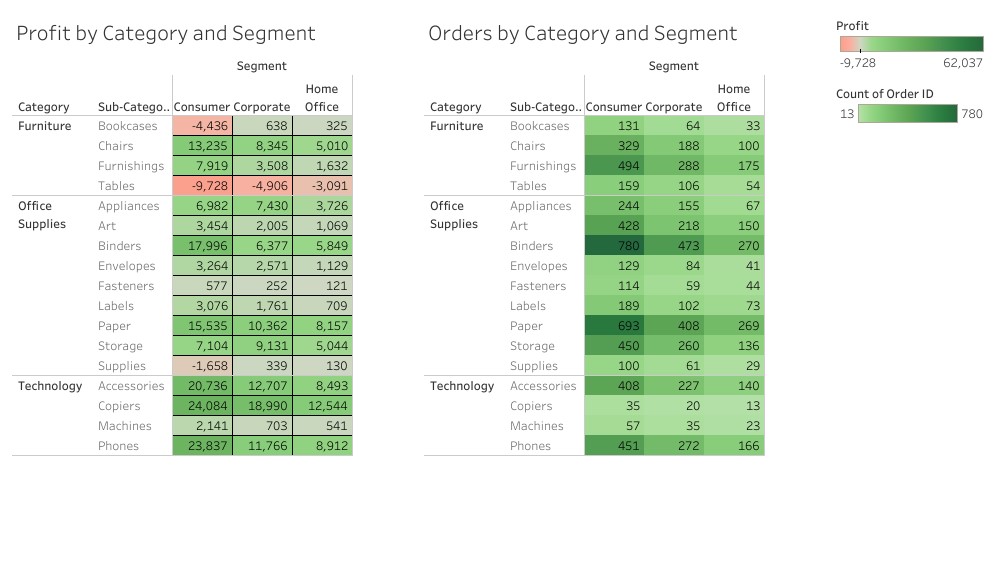 Profit by Category and Segment
Segment
Category Sub-Catego.. Consumer Corporate Home Office
Furniture Bookcases -4,436 638 325
Chairs 13,235 8,345 5,010
Furnishings 7,919 3,508 1,632
Tables -9,728 -4,906 -3,091
Office Supplies Appliances 6,982 7,430 3,726
Art 3,454 2,005 1,069
Binders 17,996 6,377 5,849
Envelopes 3,264 2,571 1,129
Fasteners 577 252 121
Labels 3,076 1,761 709
Paper 15,535 10,362 8,157
Storage 7,104 9,131 5,044
Supplies -1,658 339 130
Technology Accessories 20,736 12,707 8,493
Copiers 24,084 18,990 12,544
Machines 2,141 703 541
Phones 23,837 11,766 8,912
Orders by Category and Segment
Segment
Category Sub-Catego.. Consumer Corporate Home Office
Furniture Bookcases 131 64 33
Chairs 329 188 100
Furnishings 494 288 175
Tables 159 106 54
Office Supplies Appliances 244 155 67
Art 428 218 150
Binders 780 473 270
Envelopes 129 84 41
Fasteners 114 59 44
Labels 189 102 73
Paper 693 408 269
Storage 450 260 136
Supplies 100 61 29
Technology Accessories 408 227 140
Copiers 35 20 13
Machines 57 35 23
Phones 451 272 166
Profit
-9,728 62,037
Count of Order ID
13 780